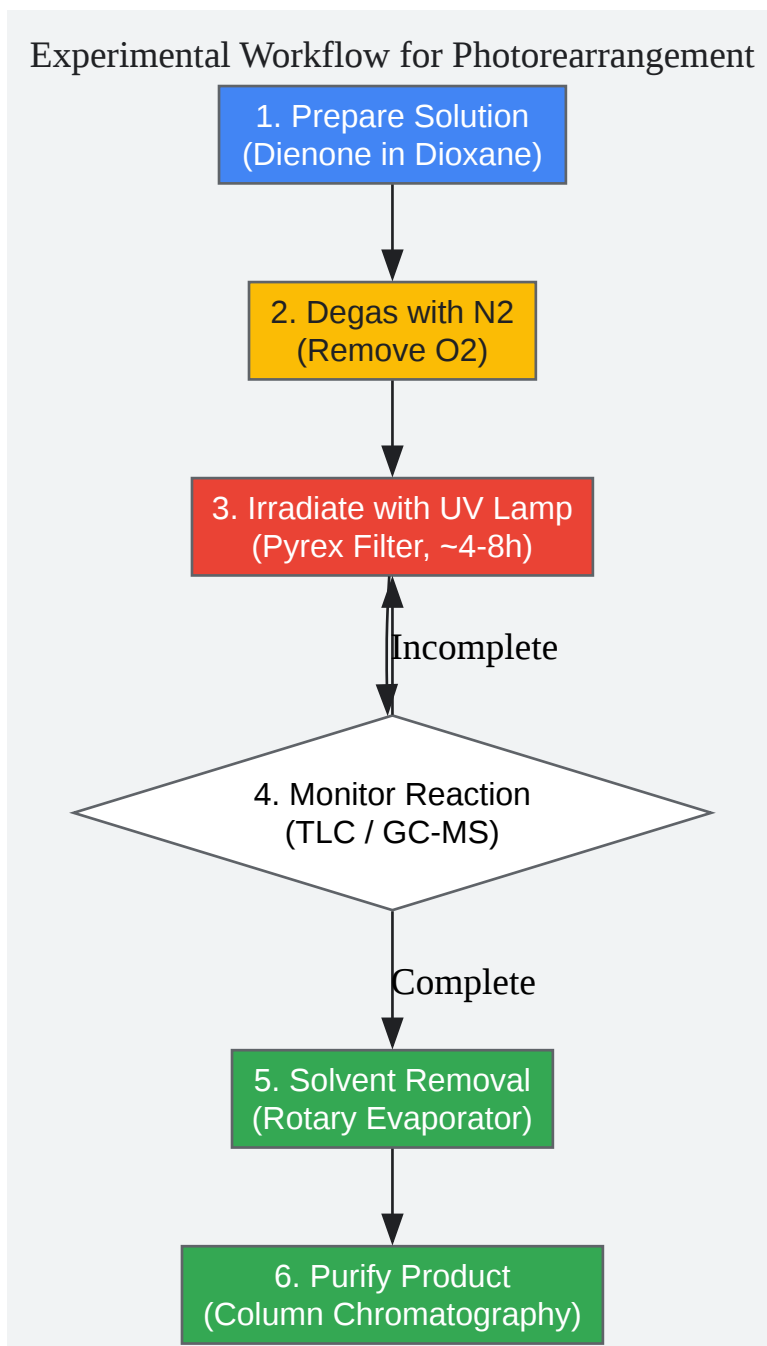 Experimental Workflow for Photorearrangement
1. Prepare Solution
(Dienone in Dioxane)
2. Degas with N2
(Remove O2)
3. Irradiate with UV Lamp
(Pyrex Filter, ~4-8h)
Incomplete
4. Monitor Reaction
(TLC / GC-MS)
Complete
5. Solvent Removal
(Rotary Evaporator)
6. Purify Product
(Column Chromatography)